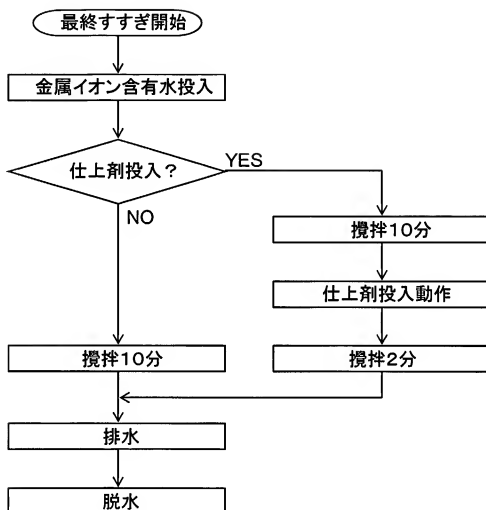 最終すすぎ開始
金属イオン含有水投入
仕上剤投入？
YES
NO
攪拌10分
仕上剤投入動作
攪拌10分
攪拌2分
排水
脱水